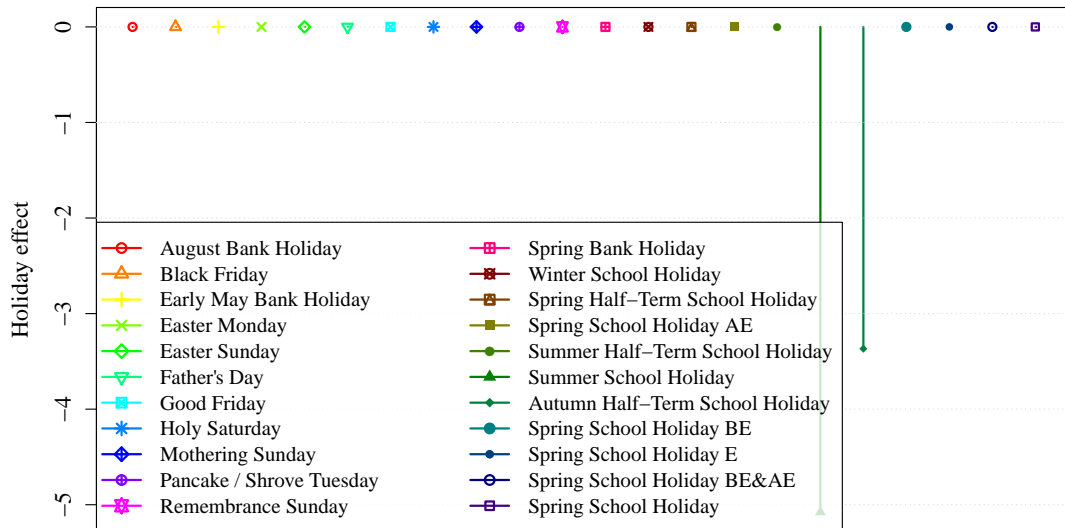 0
−1
−2
−3
−4
−5
Holiday effect
August Bank Holiday
Black Friday
Early May Bank Holiday
Easter Monday
Easter Sunday
Father's Day
Good Friday
Holy Saturday
Mothering Sunday
Pancake / Shrove Tuesday
Remembrance Sunday
Spring Bank Holiday
Winter School Holiday
Spring Half−Term School Holiday
Spring School Holiday AE
Summer Half−Term School Holiday
Summer School Holiday
Autumn Half−Term School Holiday
Spring School Holiday BE
Spring School Holiday E
Spring School Holiday BE&AE
Spring School Holiday